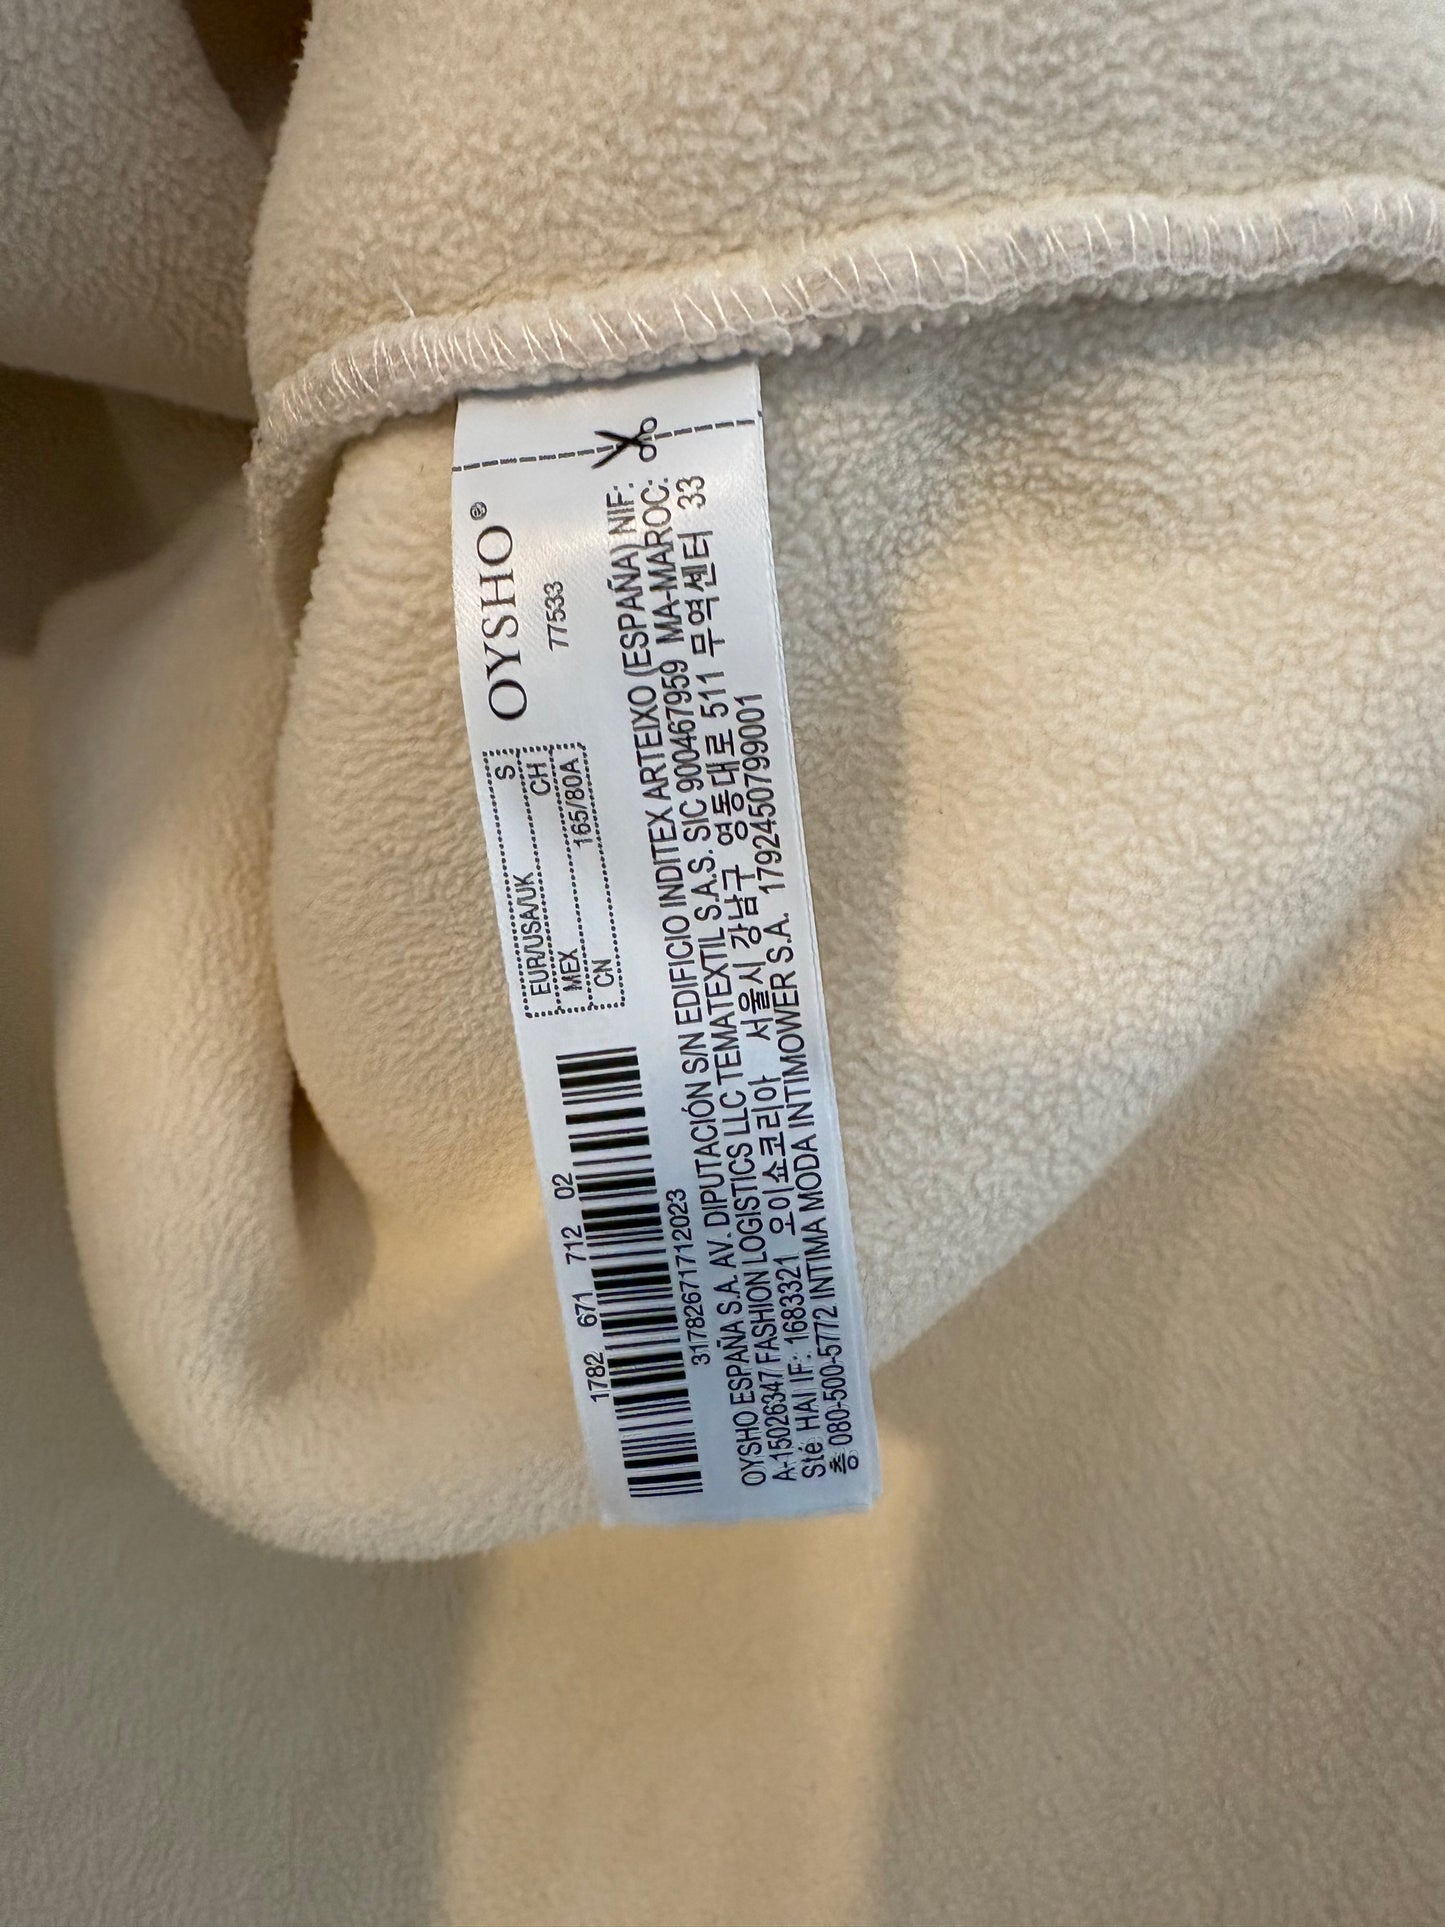 OYSHO®
77533
EUR/USA/UK S
MEX CH
CN 165/80A
1782 671 712 02
3178267171712023
OYSHO ESPAÑA S.A. AV. DIPUTACIÓN S/N EDIFICIO INDITEX ARTEIXO (ESPAÑA) NIF:
A-15026347 FASHION LOGISTICS LLC TEMATEXTIL S.A.S. SIC 900467959 MA-MAROC:
Sté HAI IF: 1683321 오이쇼코리아 서울시 강남구 영동대로 511 무역센터 33
층 080-500-5772 INTIMA MODA INTIMOWER S.A. 1792450799001